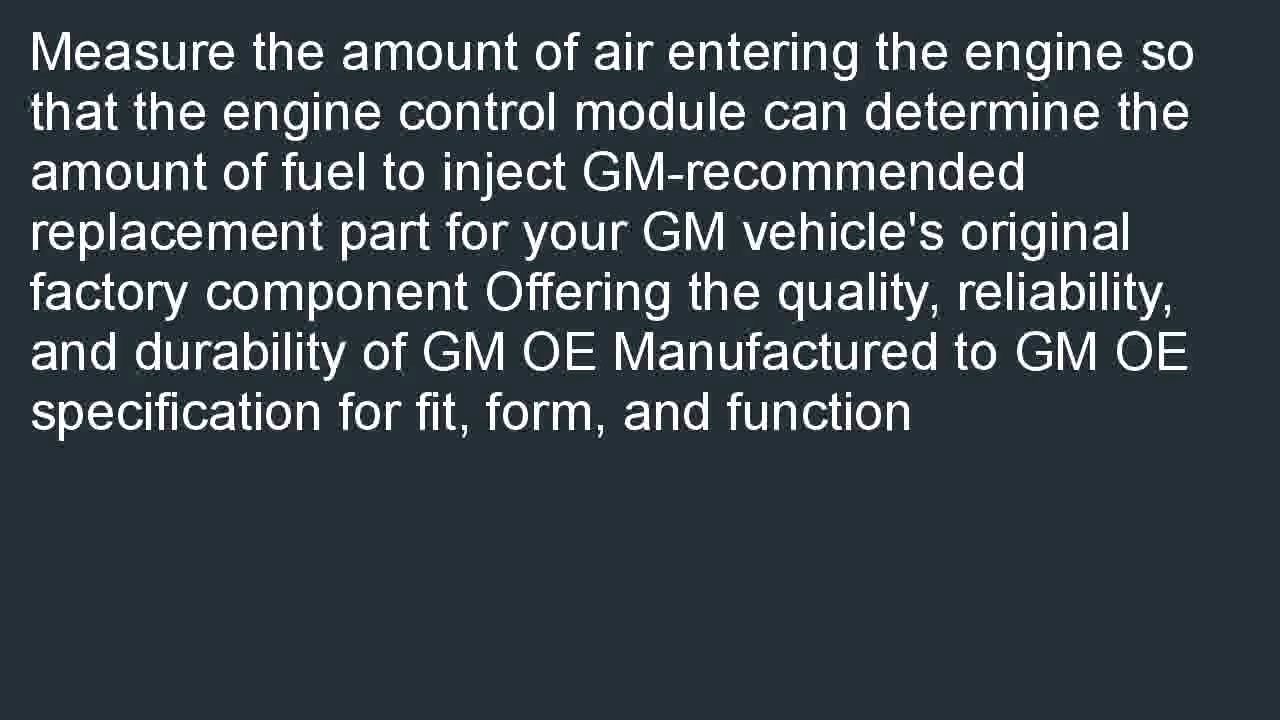 Measure the amount of air entering the engine so
that the engine control module can determine the
amount of fuel to inject GM-recommended
replacement part for your GM vehicle's original
factory component Offering the quality, reliability,
and durability of GM OE Manufactured to GM OE
specification for fit, form, and function